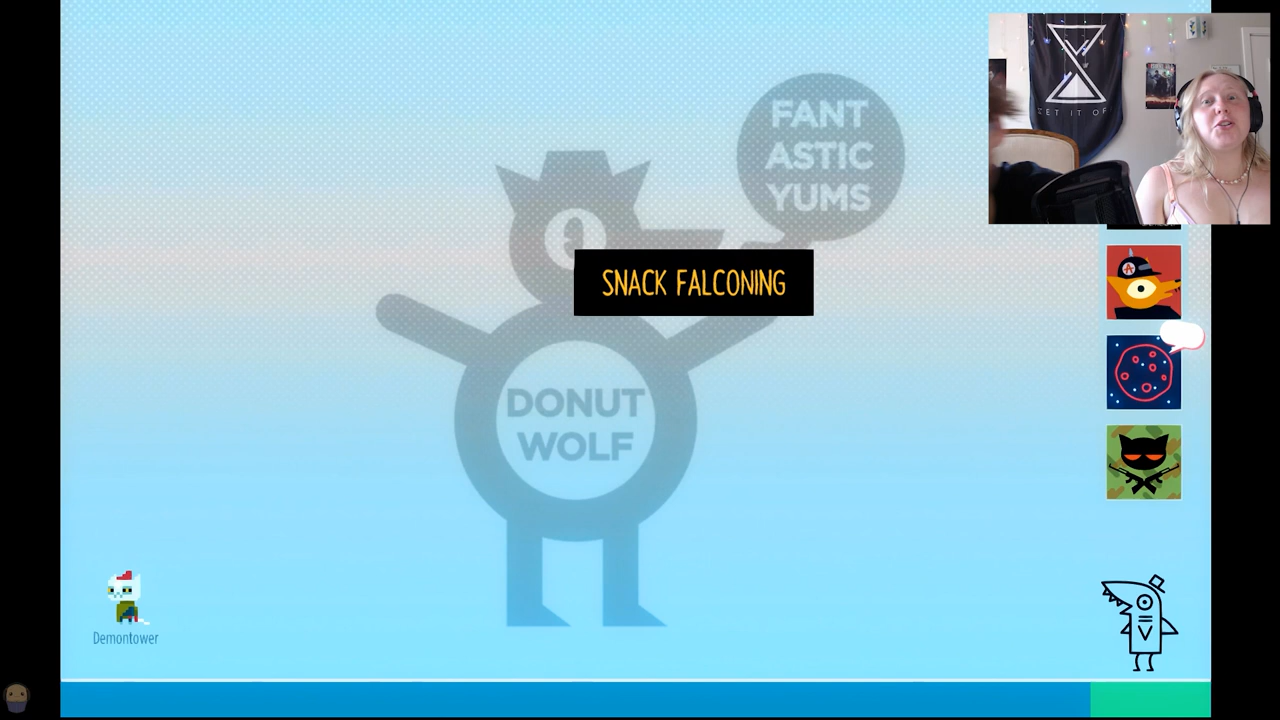 FANT
ASTIC
YUMS
SNACK FALCONING
DONUT
WOLF
Demontower